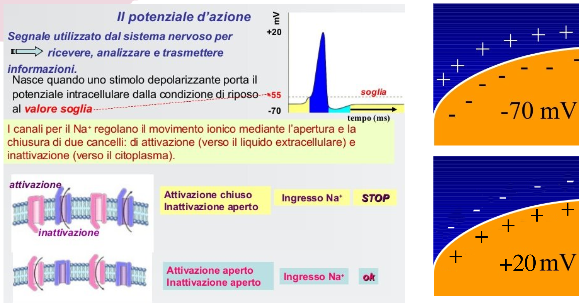 Il potenziale d'azione
Segnale utilizzato dal sistema nervoso per
ricevere, analizzare e trasmettere
informazioni.
Nasce quando uno stimolo depolarizzante porta il
potenziale intracellulare dalla condizione di riposo
al valore soglia
mV
+20
-55
-70
soglia
tempo (ms)
I canali per il Na+ regolano il movimento ionico mediante l'apertura e la
chiusura di due cancelli: di attivazione (verso il liquido extracellulare) e
inattivazione (verso il citoplasma).
attivazione
inattivazione
Attivazione chiuso
Inattivazione aperto
Ingresso Na+
STOP
Attivazione aperto
Inattivazione aperto
Ingresso Na+
ok
+ + + + +
- - - - - -
-70 mV
- - - -
+ + + + +
+20 mV